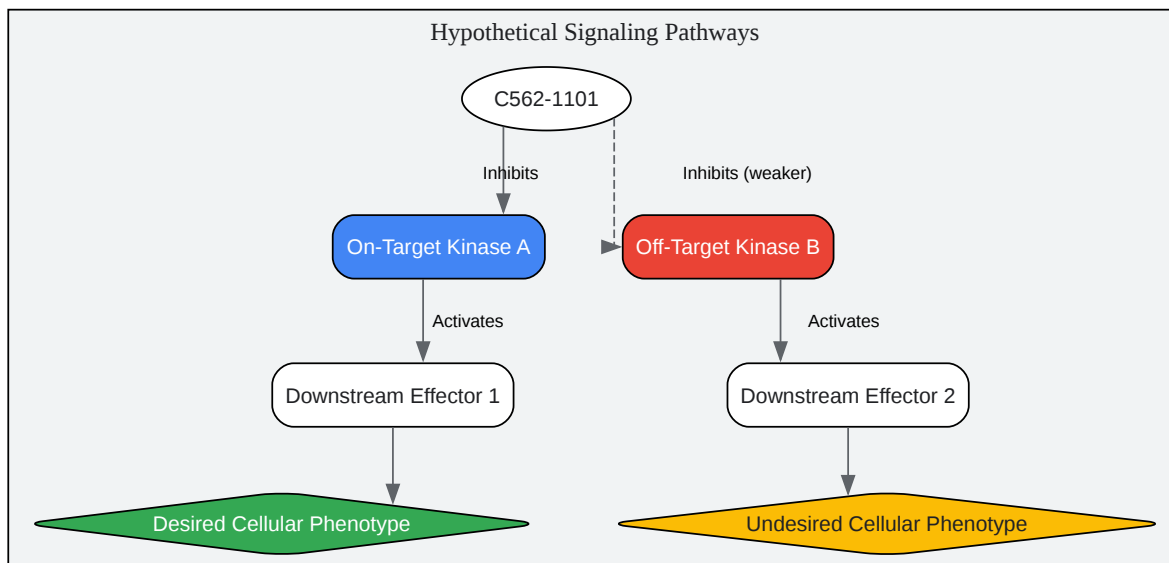 Hypothetical Signaling Pathways
C562-1101
Inhibits
Inhibits (weaker)
On-Target Kinase A
Off-Target Kinase B
Activates
Activates
Downstream Effector 1
Downstream Effector 2
Desired Cellular Phenotype
Undesired Cellular Phenotype